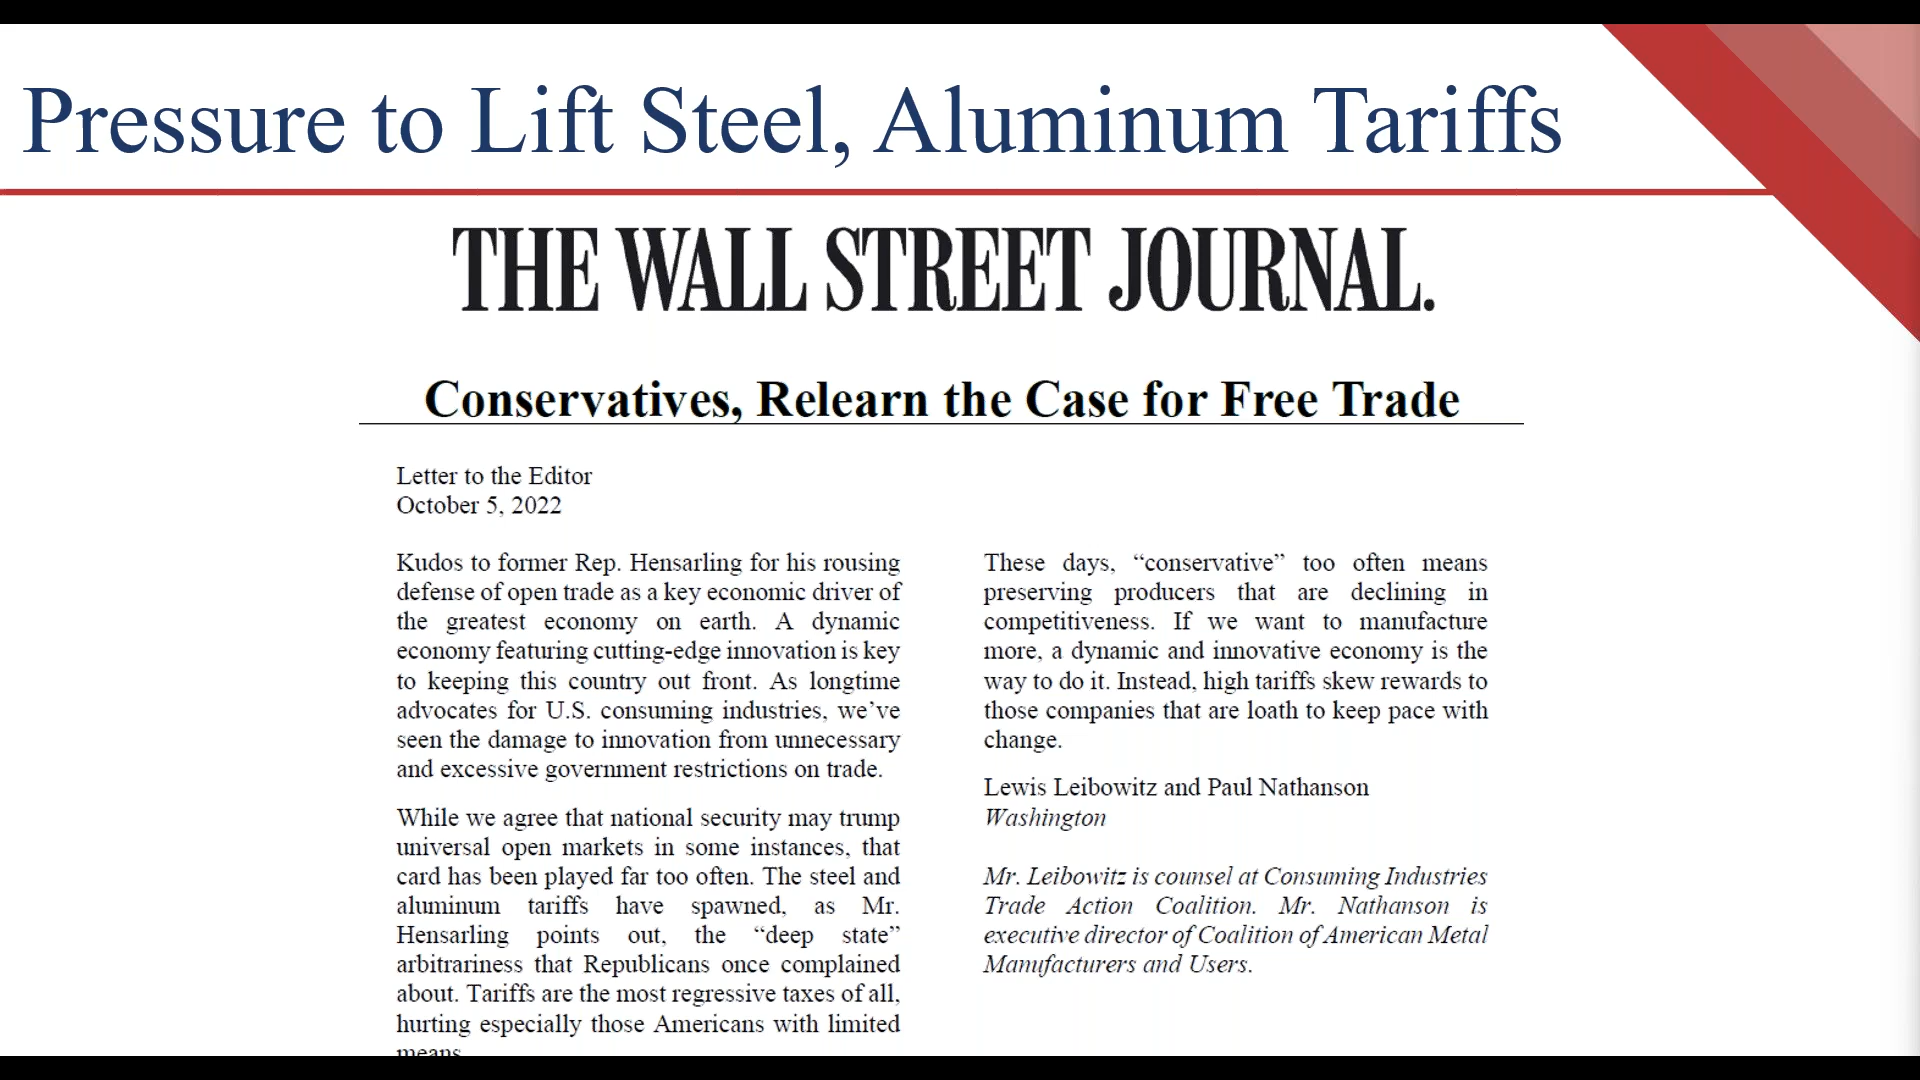 Pressure to Lift Steel, Aluminum Tariffs
THE WALL STREET JOURNAL.
Conservatives, Relearn the Case for Free Trade
Letter to the Editor
October 5, 2022
Kudos to former Rep. Hensarling for his rousing
defense of open trade as a key economic driver of
the greatest economy on earth. A dynamic
economy featuring cutting-edge innovation is key
to keeping this country out front. As longtime
advocates for U.S. consuming industries, we’ve
seen the damage to innovation from unnecessary
and excessive government restrictions on trade.
While we agree that national security may trump
universal open markets in some instances, that
card has been played far too often. The steel and
aluminum tariffs have spawned, as Mr.
Hensarling points out, the “deep state”
arbitrariness that Republicans once complained
about. Tariffs are the most regressive taxes of all,
hurting especially those Americans with limited
means.
These days, “conservative” too often means
preserving producers that are declining in
competitiveness. If we want to manufacture
more, a dynamic and innovative economy is the
way to do it. Instead, high tariffs skew rewards to
those companies that are loath to keep pace with
change.
Lewis Leibowitz and Paul Nathanson
Washington
Mr. Leibowitz is counsel at Consuming Industries
Trade Action Coalition. Mr. Nathanson is
executive director of Coalition of American Metal
Manufacturers and Users.